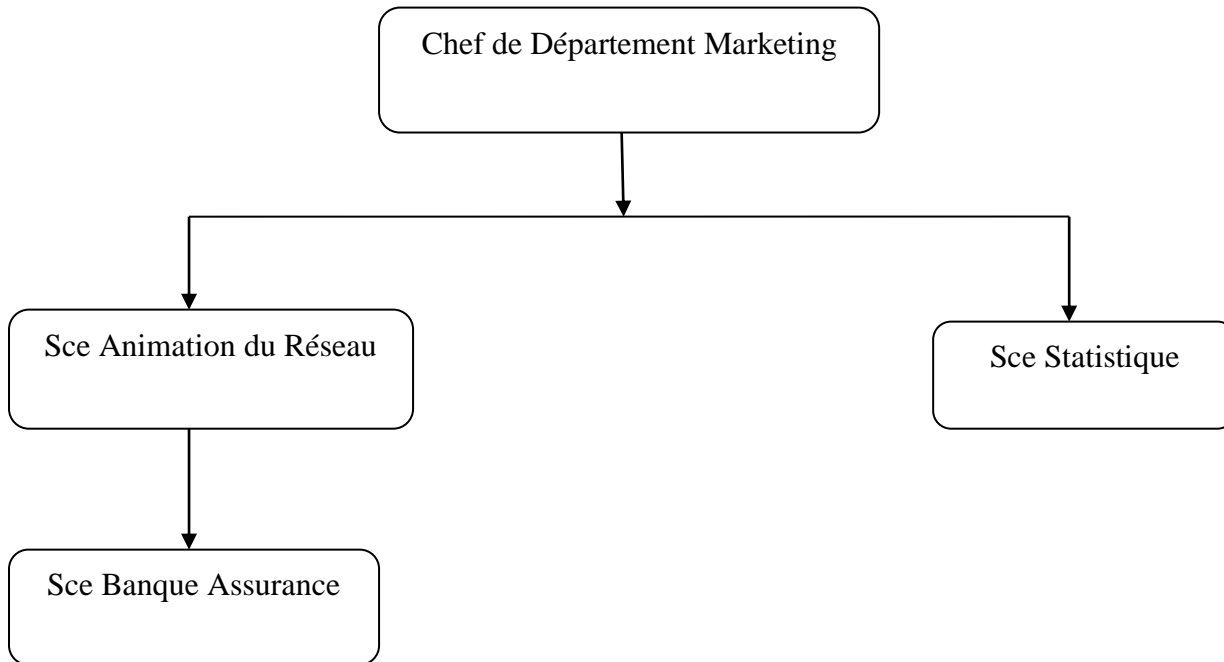 Chef de Département Marketing
Sce Animation du Réseau
Sce Statistique
Sce Banque Assurance